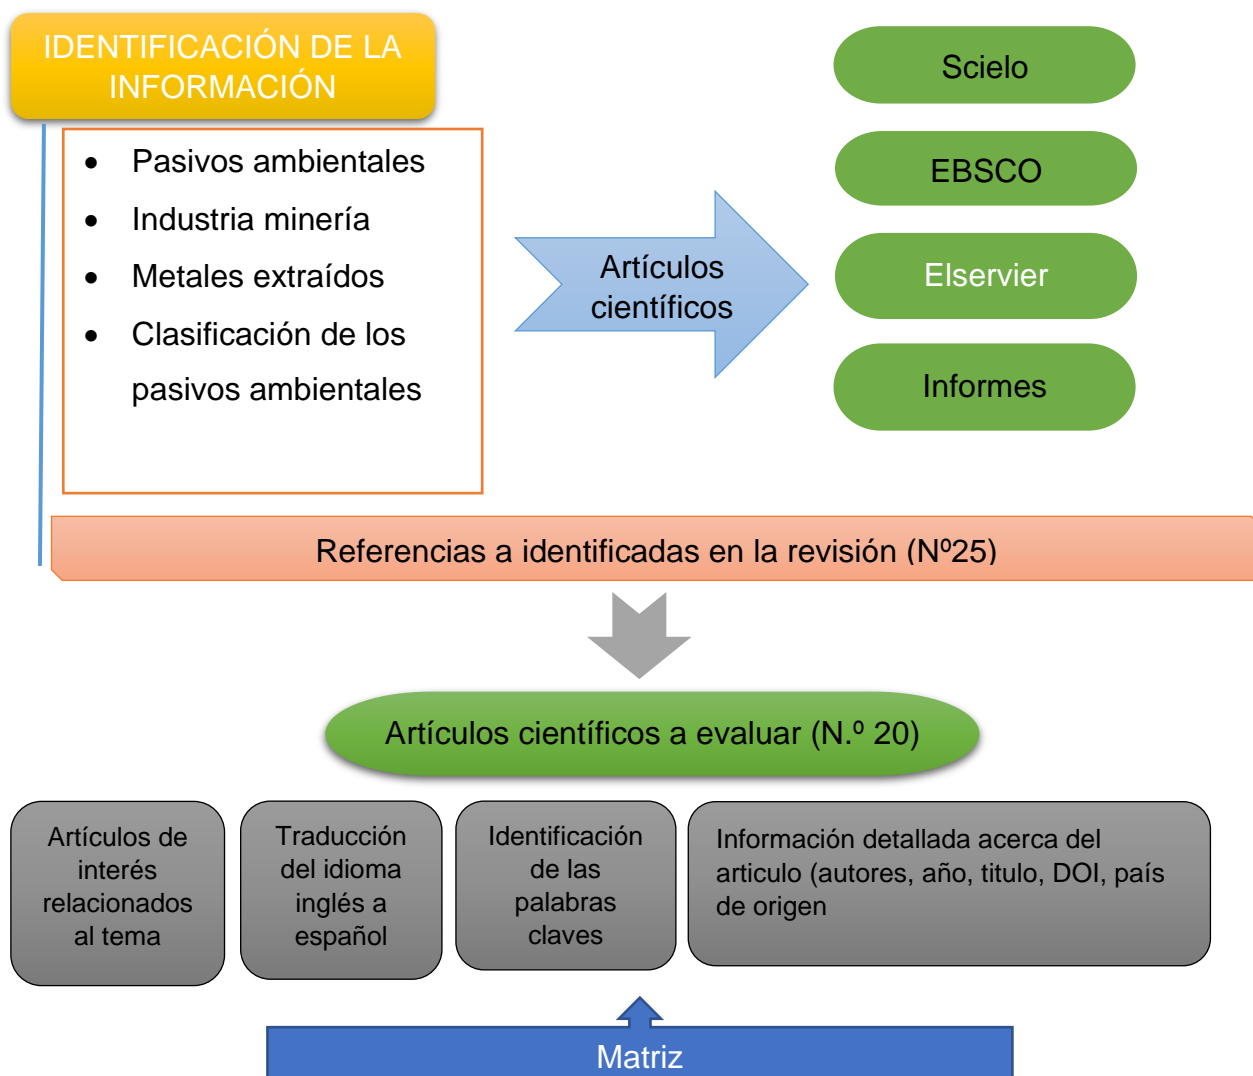 IDENTIFICACIÓN DE LA
INFORMACIÓN
• Pasivos ambientales
• Industria minería
• Metales extraídos
• Clasificación de los
pasivos ambientales
Artículos
científicos
Scielo
EBSCO
Elservier
Informes
Referencias a identificadas en la revisión (Nº25)
Artículos científicos a evaluar (N.º 20)
Artículos de
interés
relacionados
al tema
Traducción
del idioma
inglés a
español
Identificación
de las
palabras
claves
Información detallada acerca del
articulo (autores, año, titulo, DOI, país
de origen
Matriz